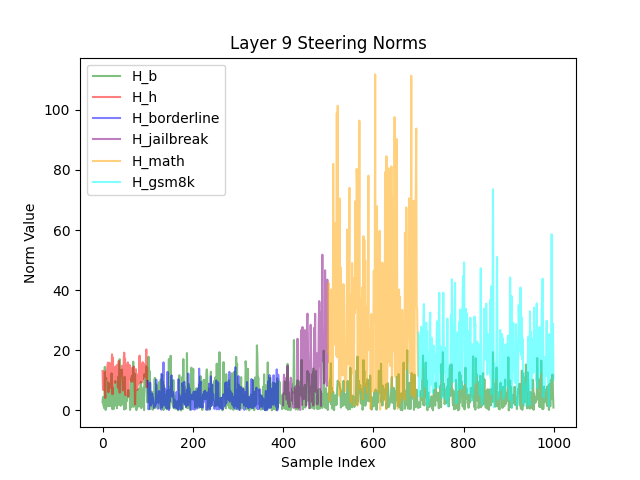 Layer 9 Steering Norms
H_b
H_h
H_borderline
H_jailbreak
H_math
H_gsm8k
Norm Value
100
80
60
40
20
0
0 200 400 600 800 1000
Sample Index